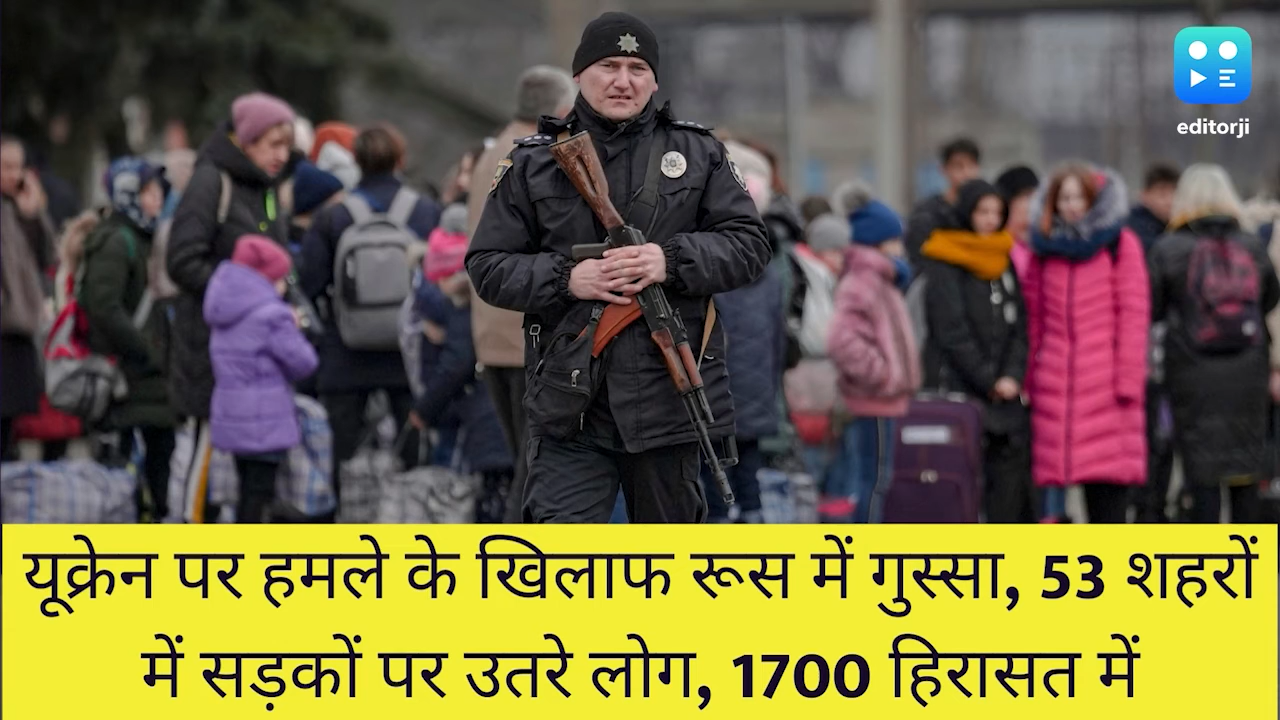 editorji
यूक्रेन पर हमले के खिलाफ रूस में गुस्सा, 53 शहरों
में सड़कों पर उतरे लोग, 1700 हिरासत में